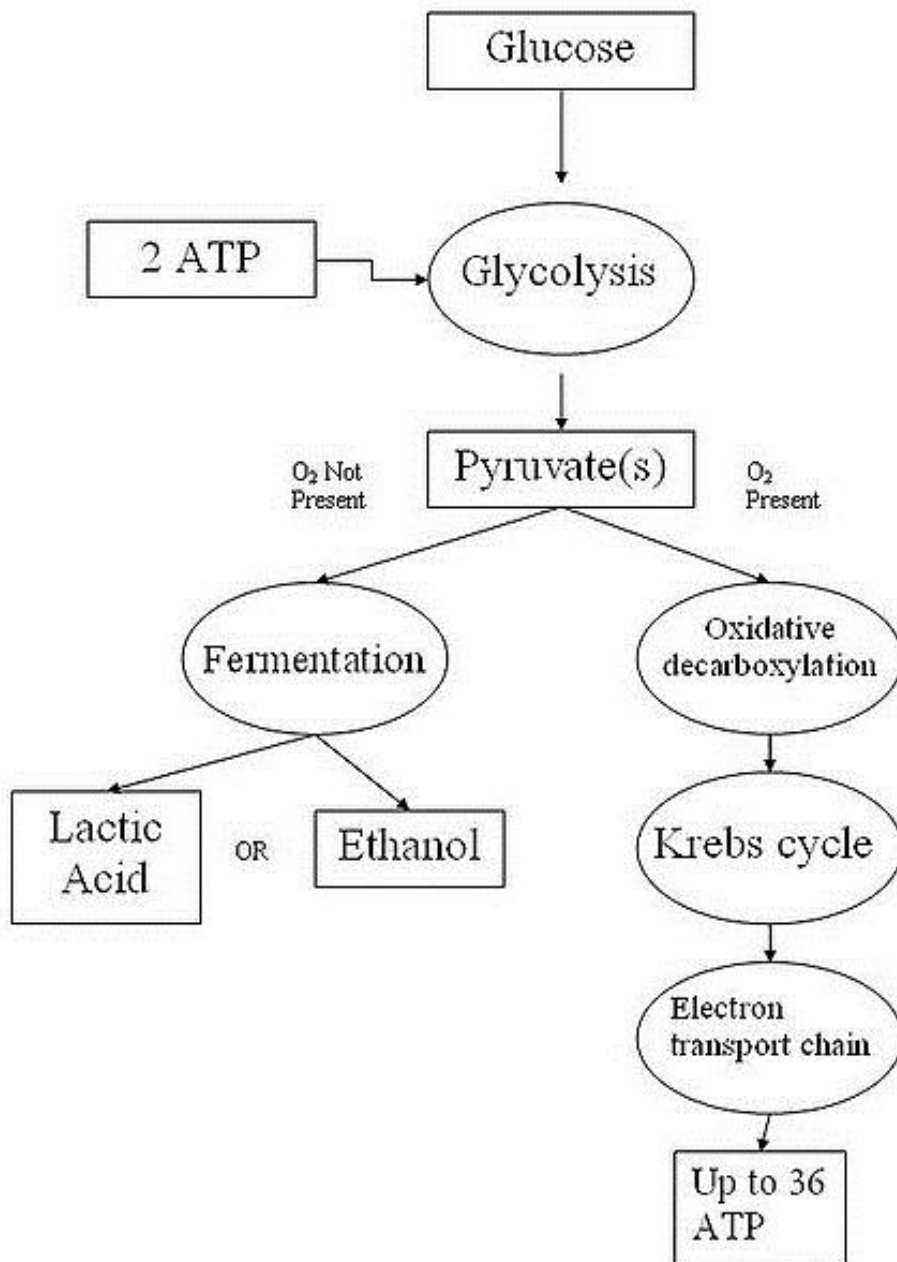 Glucose
2 ATP
Glycolysis
Pyruvate(s)
O₂ Not
Present
O₂
Present
Fermentation
Oxidative
decarboxylation
Lactic
Acid
OR
Ethanol
Krebs cycle
Electron
transport chain
Up to 36
ATP